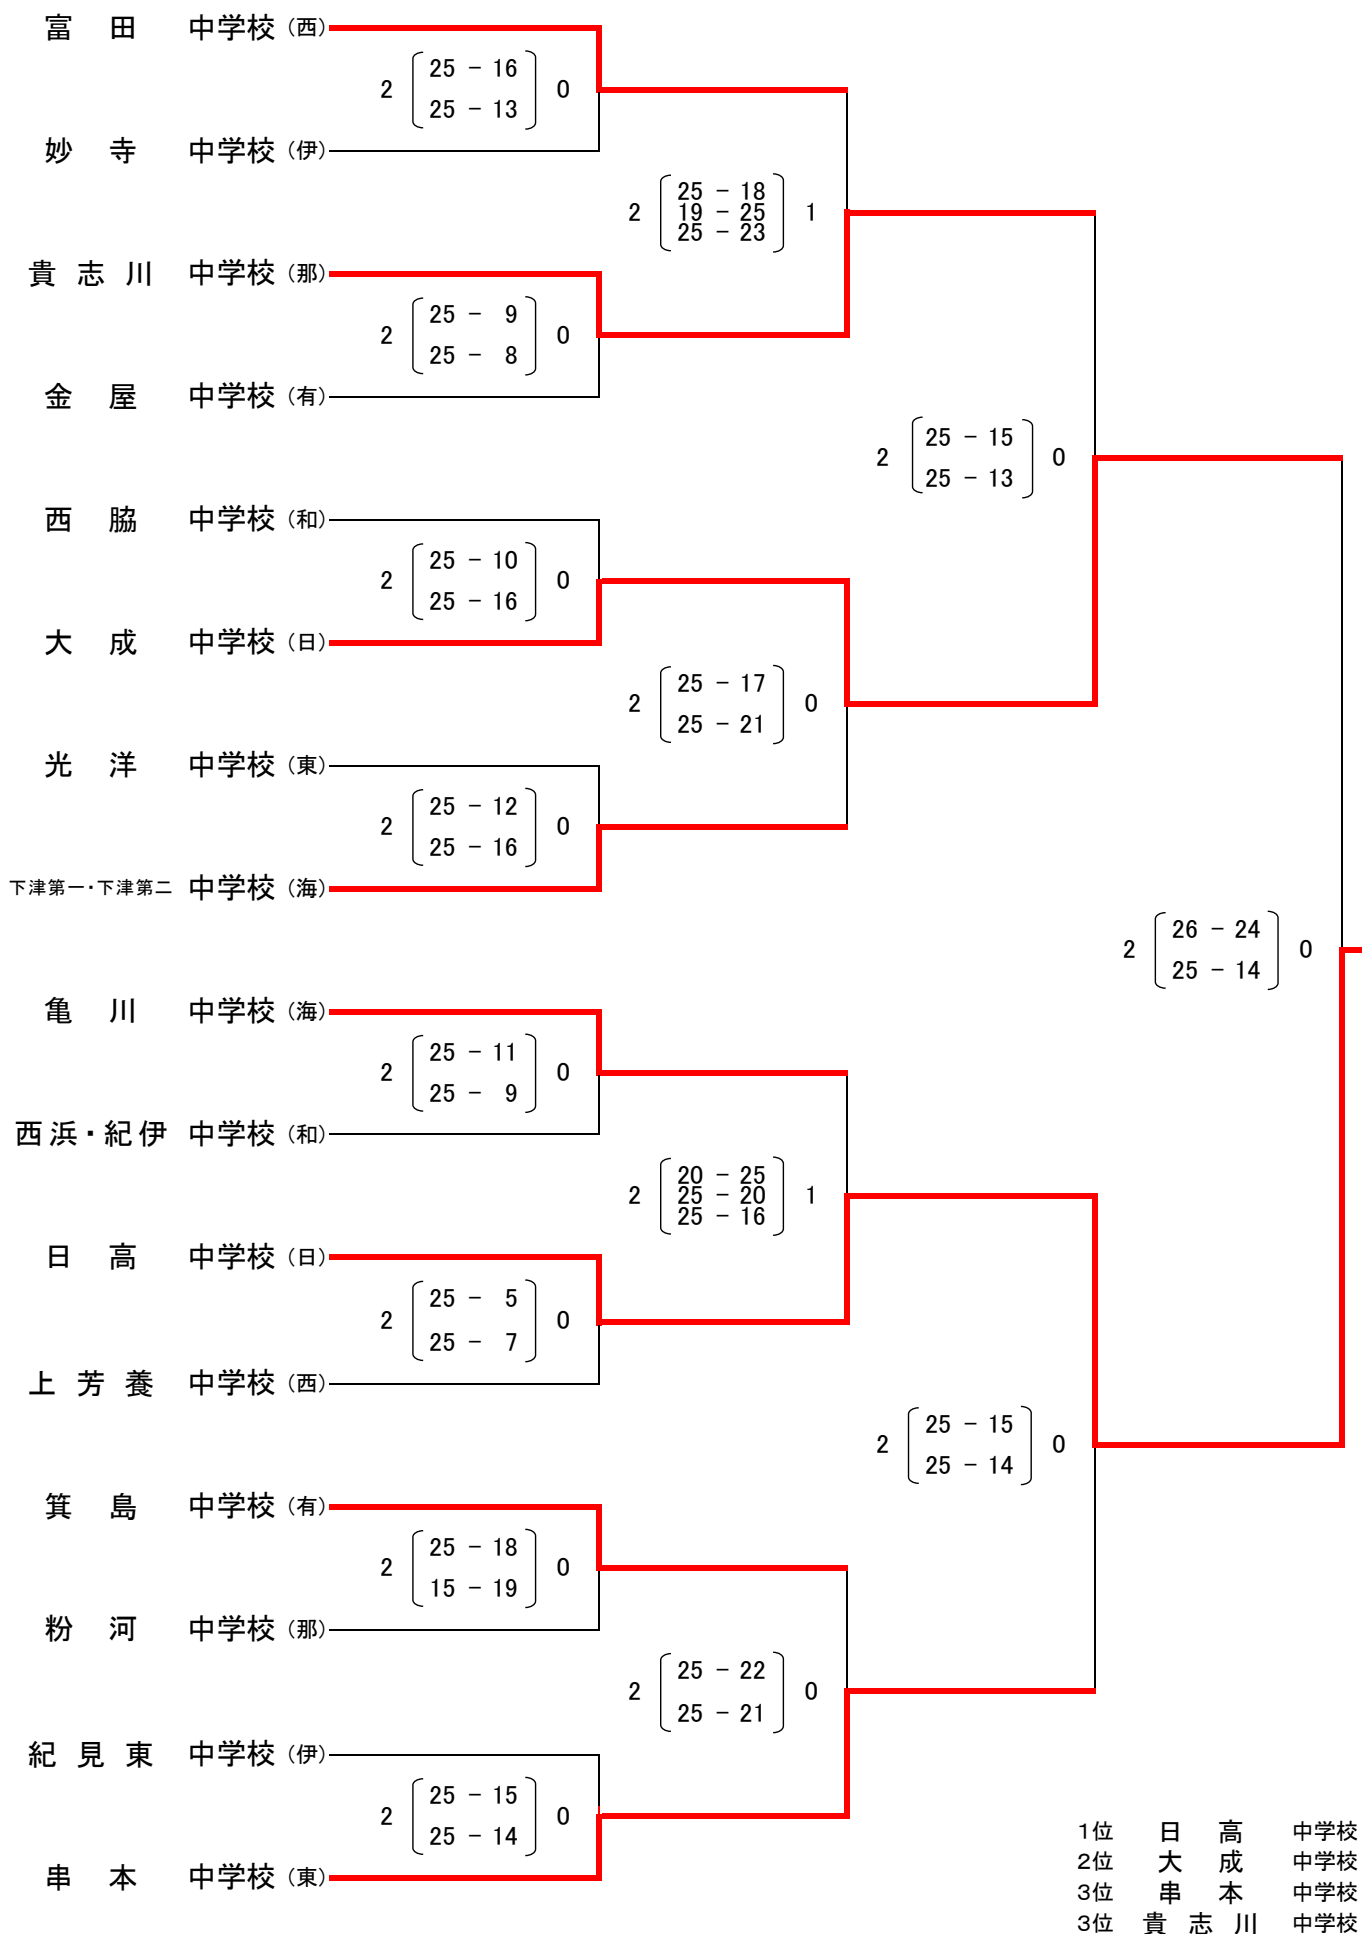 富田 中学校 (西)
25 - 16
2 0
25 - 13
妙寺 中学校 (伊)
25 - 18
2 19 - 25 1
25 - 23
貴志川 中学校 (那)
25 - 9
2 0
25 - 8
金屋 中学校 (有)
25 - 15
2 0
25 - 13
西脇 中学校 (和)
25 - 10
2 0
25 - 16
大成 中学校 (日)
25 - 17
2 0
25 - 21
光洋 中学校 (東)
25 - 12
2 0
25 - 16
下津第一・下津第二 中学校 (海)
26 - 24
2 0
25 - 14
亀川 中学校 (海)
25 - 11
2 0
25 - 9
西浜・紀伊 中学校 (和)
20 - 25
2 25 - 20 1
25 - 16
日高 中学校 (日)
25 - 5
2 0
25 - 7
上芳養 中学校 (西)
25 - 15
2 0
25 - 14
箕島 中学校 (有)
25 - 18
2 0
15 - 19
粉河 中学校 (那)
25 - 22
2 0
25 - 21
紀見東 中学校 (伊)
25 - 15
2 0
25 - 14
串本 中学校 (東)
1位 日高 中学校
2位 大成 中学校
3位 串本 中学校
3位 貴志川 中学校